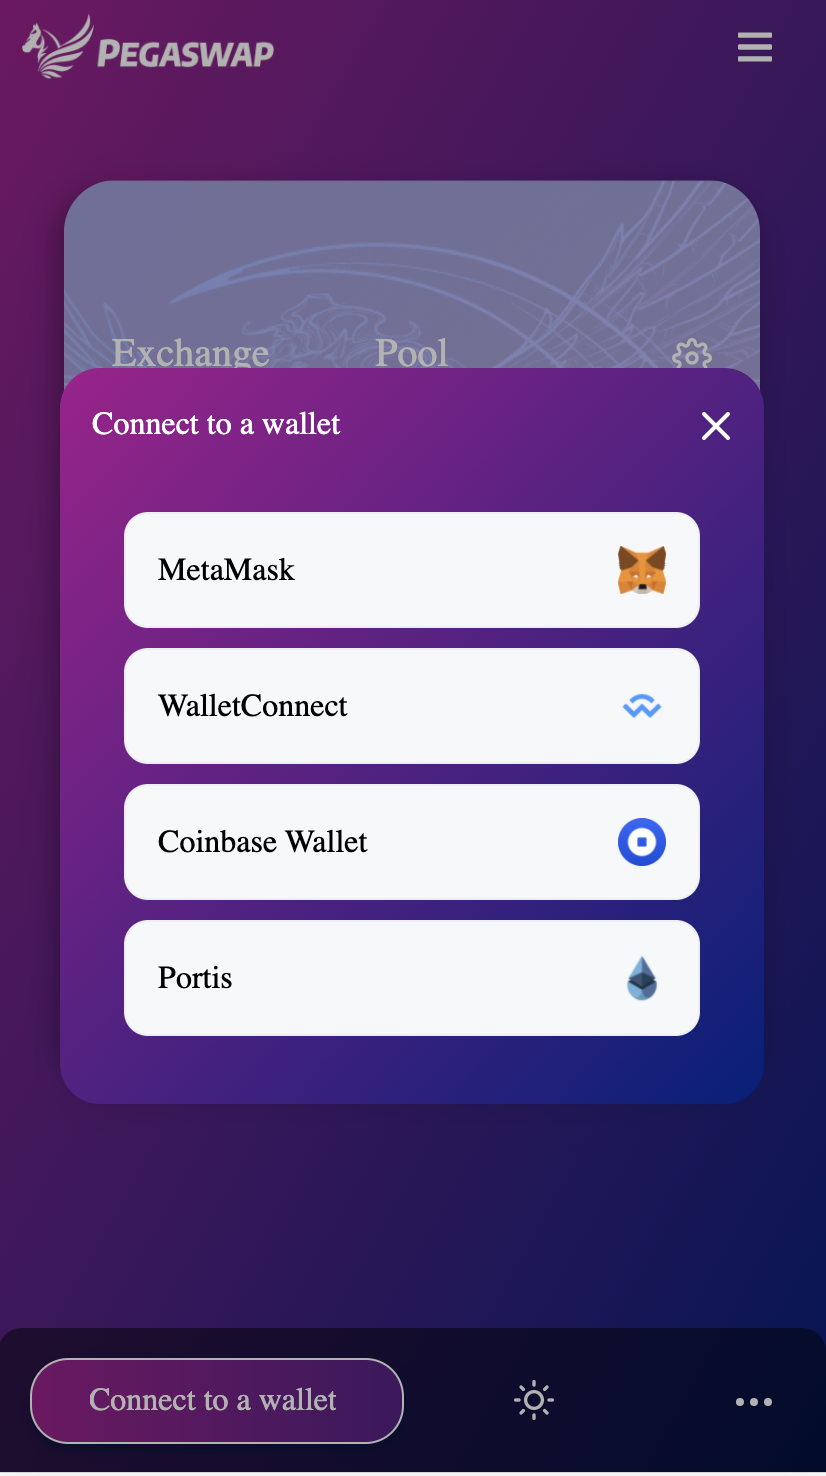 PEGASWAP
Exchange Pool
Connect to a wallet
MetaMask
WalletConnect
Coinbase Wallet
Portis
Connect to a wallet